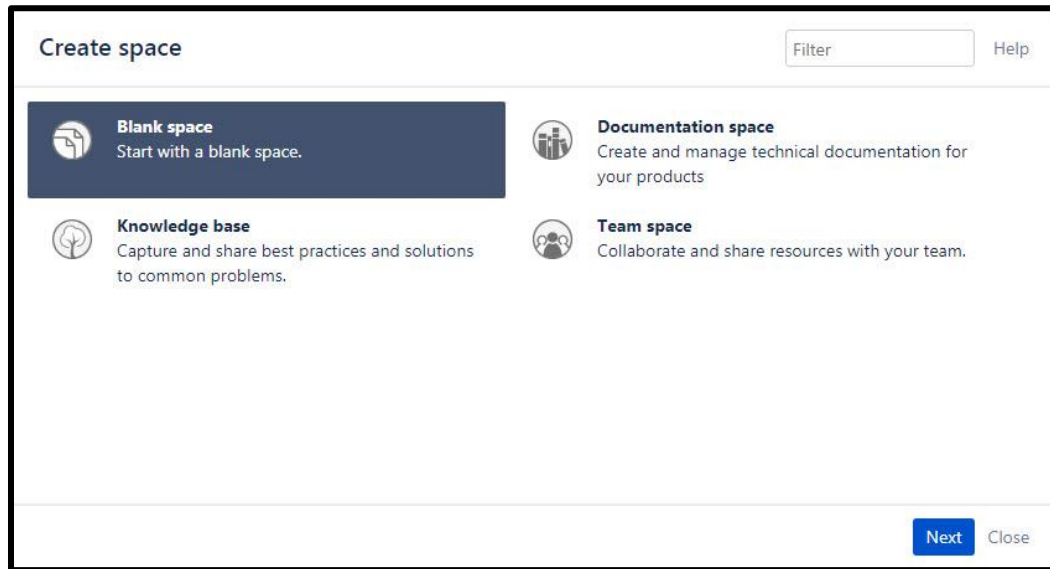 Create space
Filter
Help
Blank space
Start with a blank space.
Documentation space
Create and manage technical documentation for
your products
Knowledge base
Capture and share best practices and solutions
to common problems.
Team space
Collaborate and share resources with your team.
Next
Close